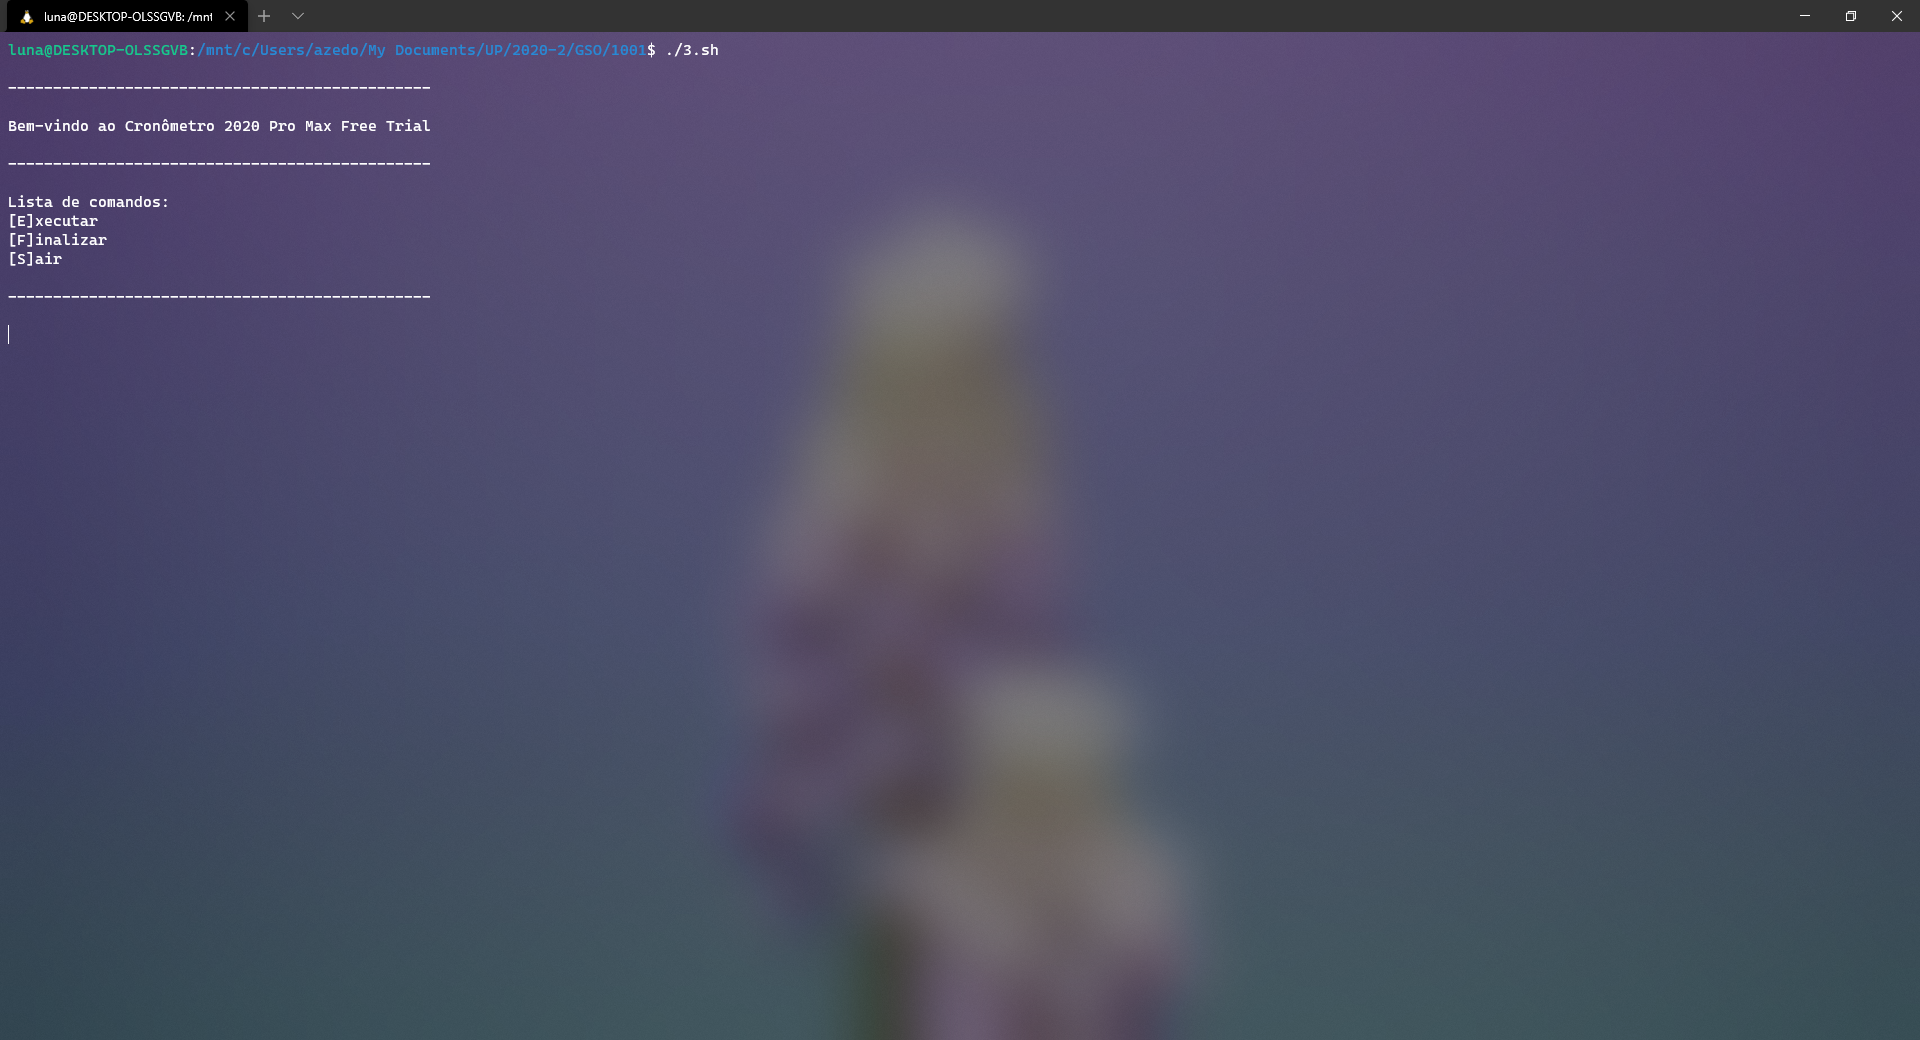 luna@DESKTOP-OLSSGVB: /mnt
luna@DESKTOP-OLSSGVB:/mnt/c/Users/azedo/My Documents/UP/2020-2/GSO/1001$ ./3.sh
-----------------------------------------------
Bem-vindo ao Cronômetro 2020 Pro Max Free Trial
-----------------------------------------------
Lista de comandos:
[E]xecutar
[F]inalizar
[S]air
-----------------------------------------------